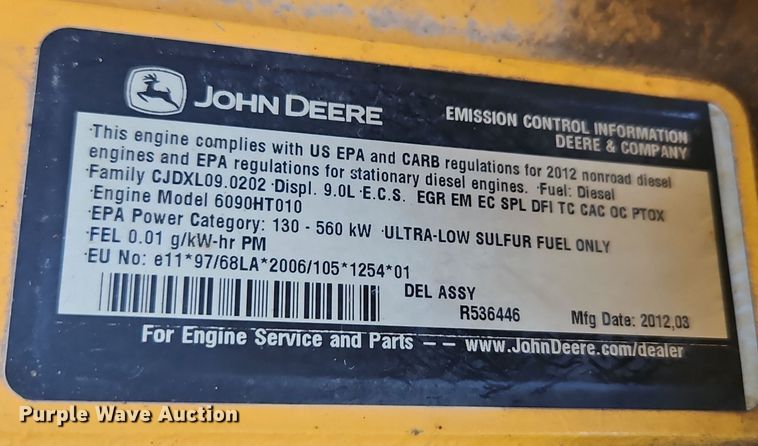 JOHN DEERE
EMISSION CONTROL INFORMATION
DEERE & COMPANY
·This engine complies with US EPA and CARB regulations for 2012 nonroad diesel
engines and EPA regulations for stationary diesel engines. ·Fuel: Diesel
·Family CJDXL09.0202 ·Displ. 9.0L ·E.C.S. EGR EM EC SPL DFI TC CAC OC PTOX
·Engine Model 6090HT010
·EPA Power Category: 130 - 560 kW ·ULTRA-LOW SULFUR FUEL ONLY
·FEL 0.01 g/kW-hr PM
·EU No: e11*97/68LA*2006/105*1254*01
DEL ASSY
R536446 Mfg Date: 2012,03
For Engine Service and Parts – – www.JohnDeere.com/dealer
Purple Wave Auction